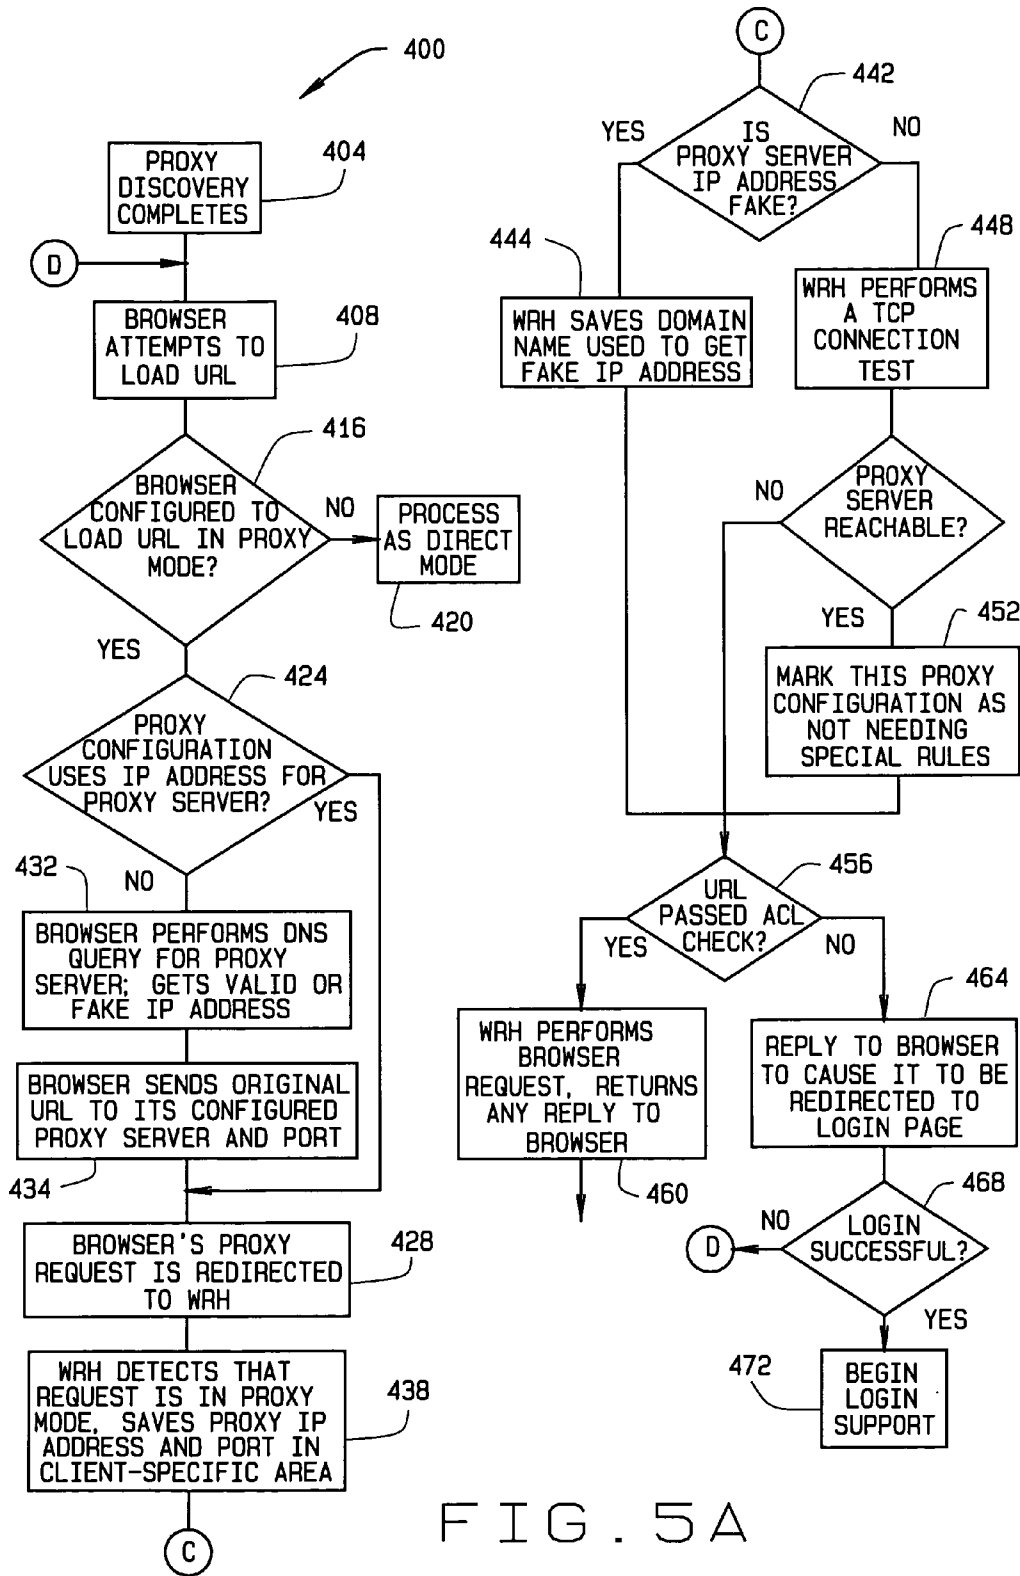 400
PROXY
DISCOVERY
COMPLETES
404
D
BROWSER
ATTEMPTS TO
LOAD URL
408
416
BROWSER
CONFIGURED TO
LOAD URL IN PROXY
MODE?
NO
PROCESS
AS DIRECT
MODE
420
YES
424
PROXY
CONFIGURATION
USES IP ADDRESS FOR
PROXY SERVER?
YES
NO
432
BROWSER PERFORMS DNS
QUERY FOR PROXY
SERVER; GETS VALID OR
FAKE IP ADDRESS
BROWSER SENDS ORIGINAL
URL TO ITS CONFIGURED
PROXY SERVER AND PORT
434
BROWSER'S PROXY
REQUEST IS REDIRECTED
TO WRH
428
WRH DETECTS THAT
REQUEST IS IN PROXY
MODE, SAVES PROXY IP
ADDRESS AND PORT IN
CLIENT-SPECIFIC AREA
438
C
C
442
YES
IS
PROXY SERVER
IP ADDRESS
FAKE?
NO
444
448
WRH SAVES DOMAIN
NAME USED TO GET
FAKE IP ADDRESS
WRH PERFORMS
A TCP
CONNECTION
TEST
NO
PROXY
SERVER
REACHABLE?
YES
452
MARK THIS PROXY
CONFIGURATION AS
NOT NEEDING
SPECIAL RULES
456
URL
PASSED ACL
CHECK?
YES
NO
464
WRH PERFORMS
BROWSER
REQUEST, RETURNS
ANY REPLY TO
BROWSER
460
REPLY TO BROWSER
TO CAUSE IT TO BE
REDIRECTED TO
LOGIN PAGE
468
NO
D
LOGIN
SUCCESSFUL?
YES
472
BEGIN
LOGIN
SUPPORT
FIG. 5A